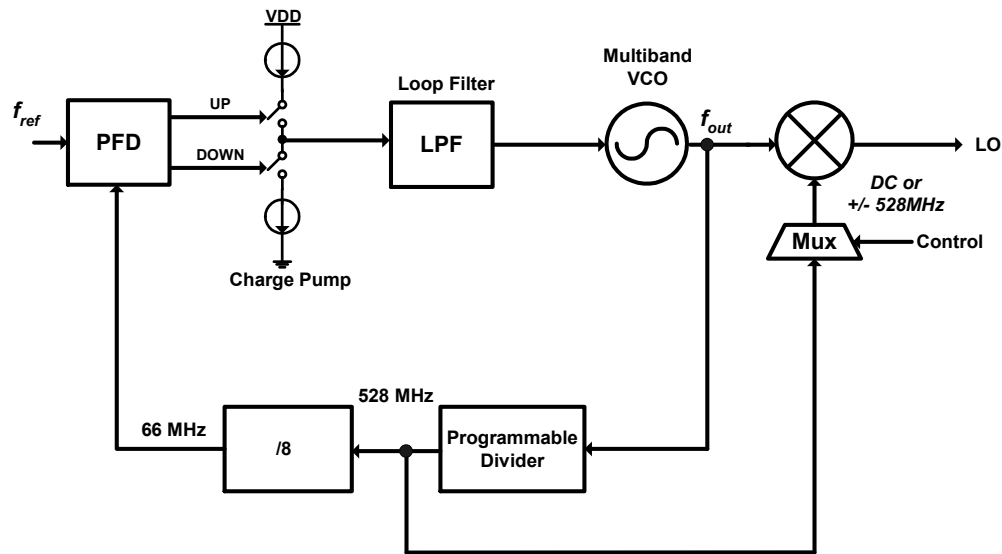 VDD
Multiband
VCO
Loop Filter
f_ref
UP
PFD
LPF
f_out
LO
DOWN
DC or
+/- 528MHz
Mux
Control
Charge Pump
528 MHz
66 MHz
/8
Programmable
Divider